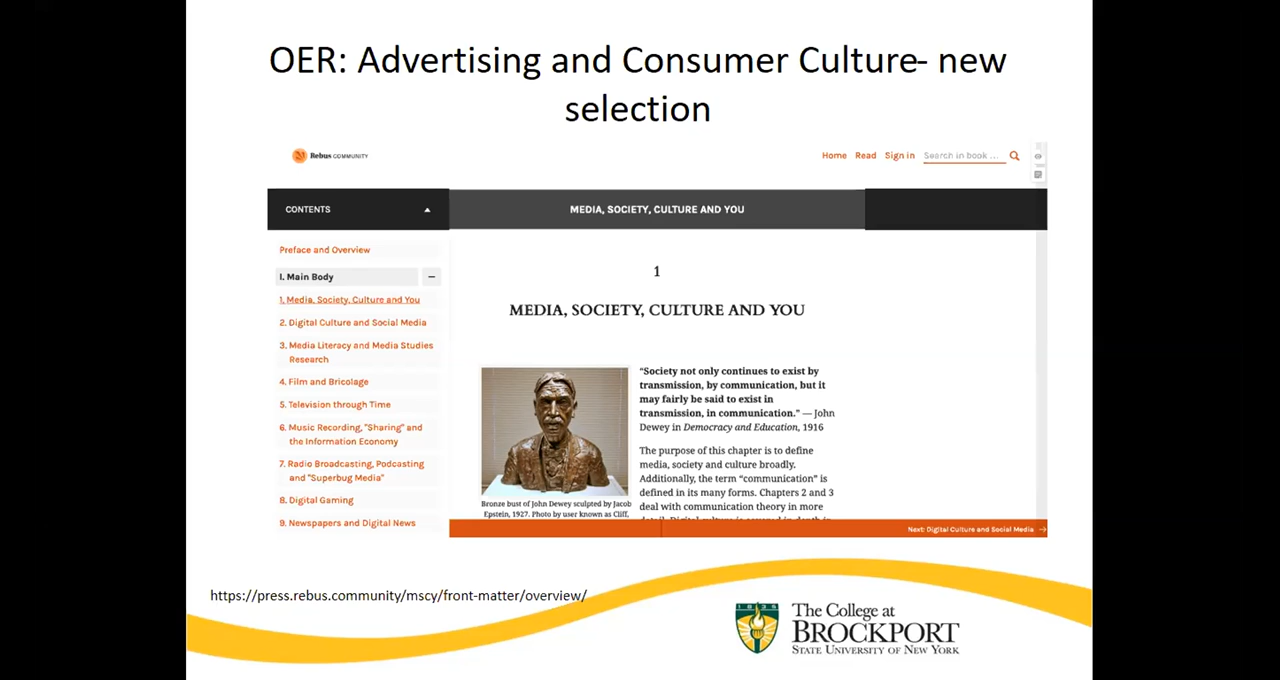 OER: Advertising and Consumer Culture- new
selection
Rebus COMMUNITY
Home Read Sign in Search in book ...
CONTENTS
MEDIA, SOCIETY, CULTURE AND YOU
Preface and Overview
I. Main Body
1. Media, Society, Culture and You
2. Digital Culture and Social Media
3. Media Literacy and Media Studies
Research
4. Film and Bricolage
5. Television through Time
6. Music Recording, "Sharing" and
the Information Economy
7. Radio Broadcasting, Podcasting
and "Superbug Media"
8. Digital Gaming
9. Newspapers and Digital News
1
MEDIA, SOCIETY, CULTURE AND YOU
Bronze bust of John Dewey sculpted by Jacob
Epstein, 1927. Photo by user known as Cliff,
“Society not only continues to exist by
transmission, by communication, but it
may fairly be said to exist in
transmission, in communication.” — John
Dewey in Democracy and Education, 1916
The purpose of this chapter is to define
media, society and culture broadly.
Additionally, the term “communication” is
defined in its many forms. Chapters 2 and 3
deal with communication theory in more
detail. Digital culture is covered in depth in
Next: Digital Culture and Social Media →
https://press.rebus.community/mscy/front-matter/overview/
1835
The College at
BROCKPORT
STATE UNIVERSITY OF NEW YORK